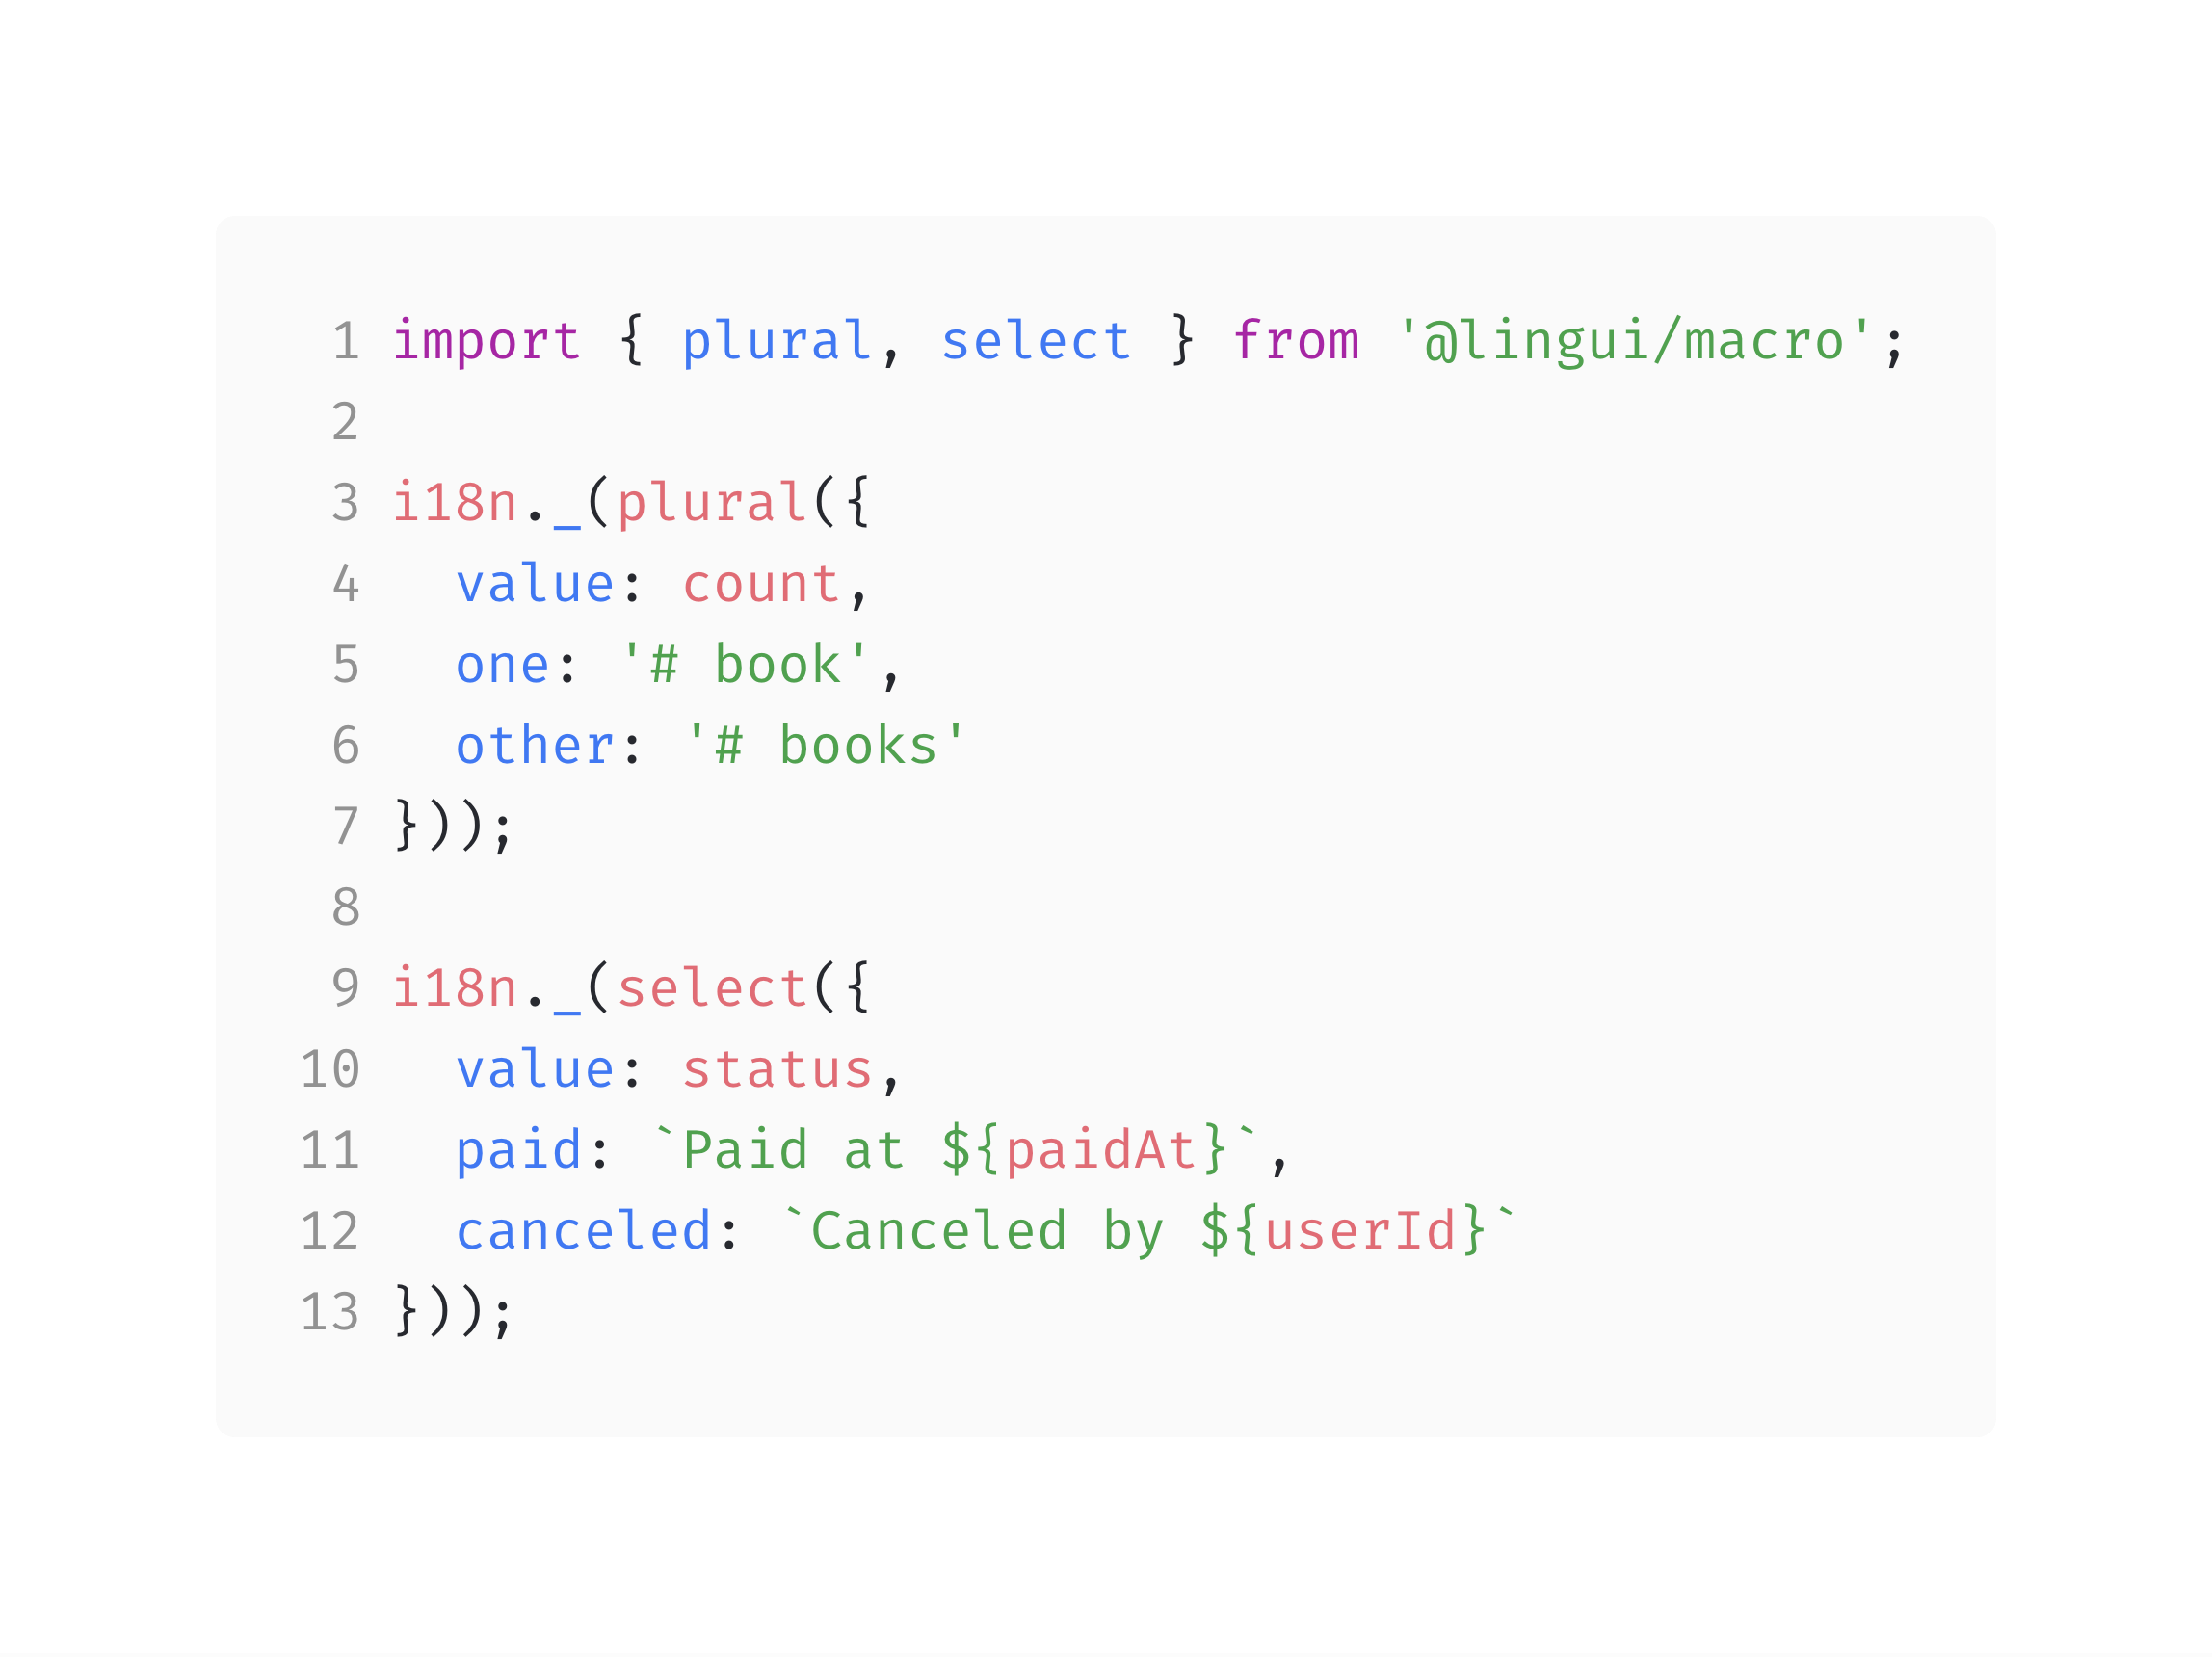 1 import { plural, select } from '@lingui/macro';
2
3 i18n._(plural({
4   value: count,
5   one: '# book',
6   other: '# books'
7 }));
8
9 i18n._(select({
10   value: status,
11   paid: `Paid at ${paidAt}`,
12   canceled: `Canceled by ${userId}`
13 }));